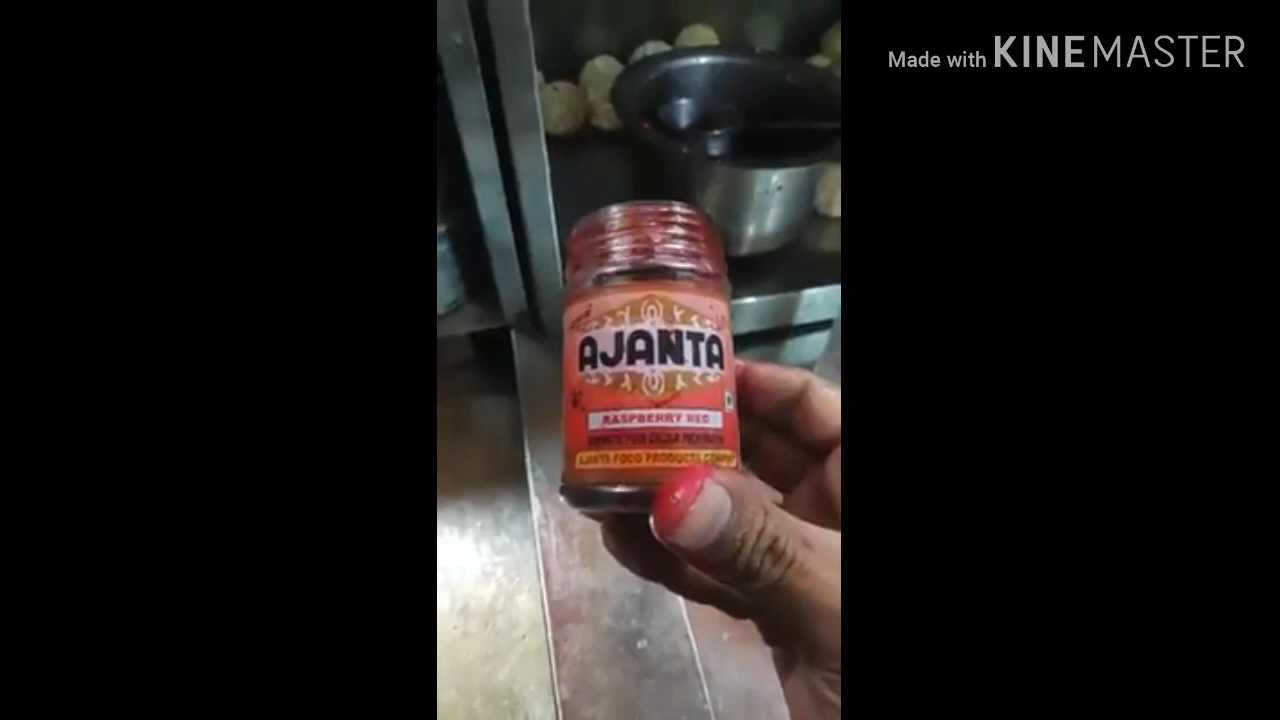 Made with KINEMASTER
AJANTA
RASPBERRY RED
AJANTA FOOD PRODUCTS COMPANY